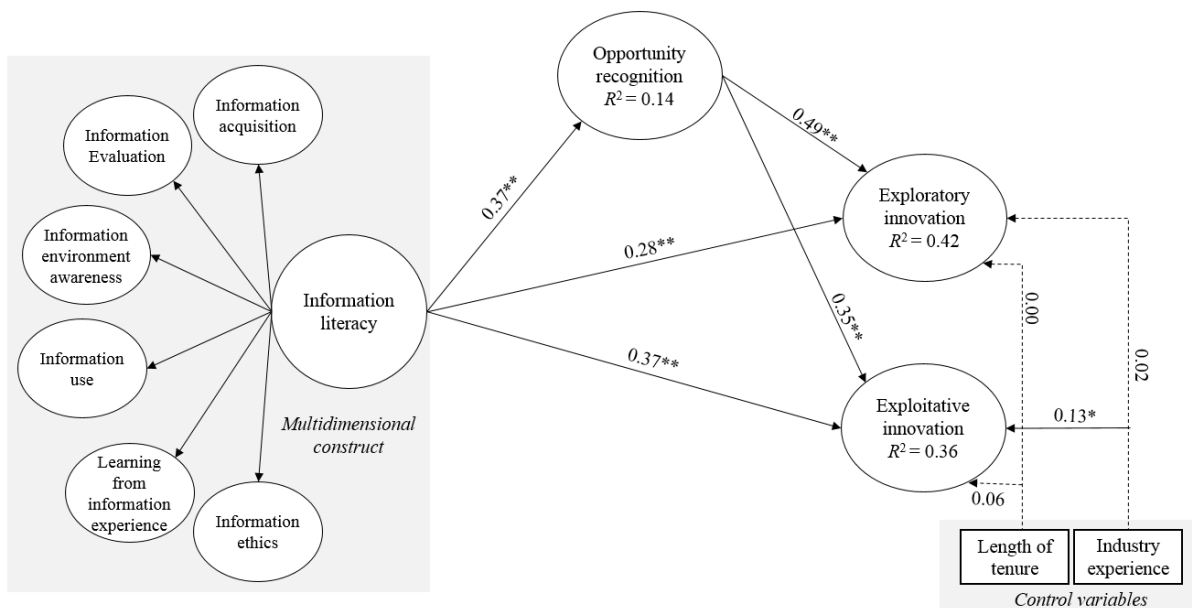 Opportunity
recognition
R² = 0.14
Information
acquisition
Information
Evaluation
0.49**
0.37**
Exploratory
innovation
R² = 0.42
Information
environment
awareness
0.28**
Information
literacy
0.00
0.35**
0.02
Information
use
0.37**
Exploitative
innovation
R² = 0.36
0.13*
Multidimensional
construct
Learning
from
information
experience
0.06
Information
ethics
Length of
tenure
Industry
experience
Control variables